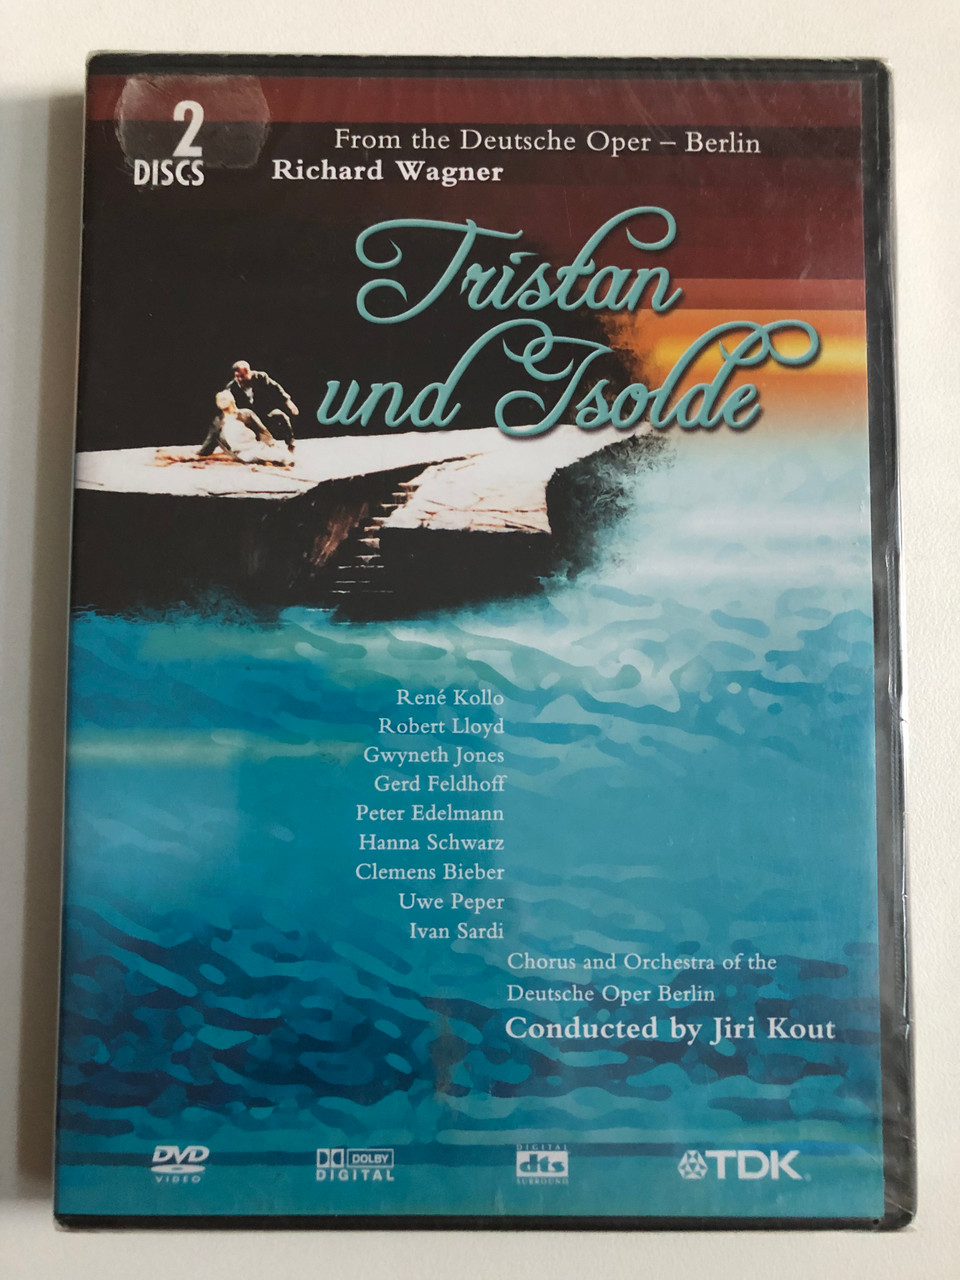 2
DISCS
From the Deutsche Oper – Berlin
Richard Wagner
Tristan
und Isolde
René Kollo
Robert Lloyd
Gwyneth Jones
Gerd Feldhoff
Peter Edelmann
Hanna Schwarz
Clemens Bieber
Uwe Peper
Ivan Sardi
Chorus and Orchestra of the
Deutsche Oper Berlin
Conducted by Jiri Kout
DVD
VIDEO
DOLBY
DIGITAL
DIGITAL
dts
SURROUND
TDK